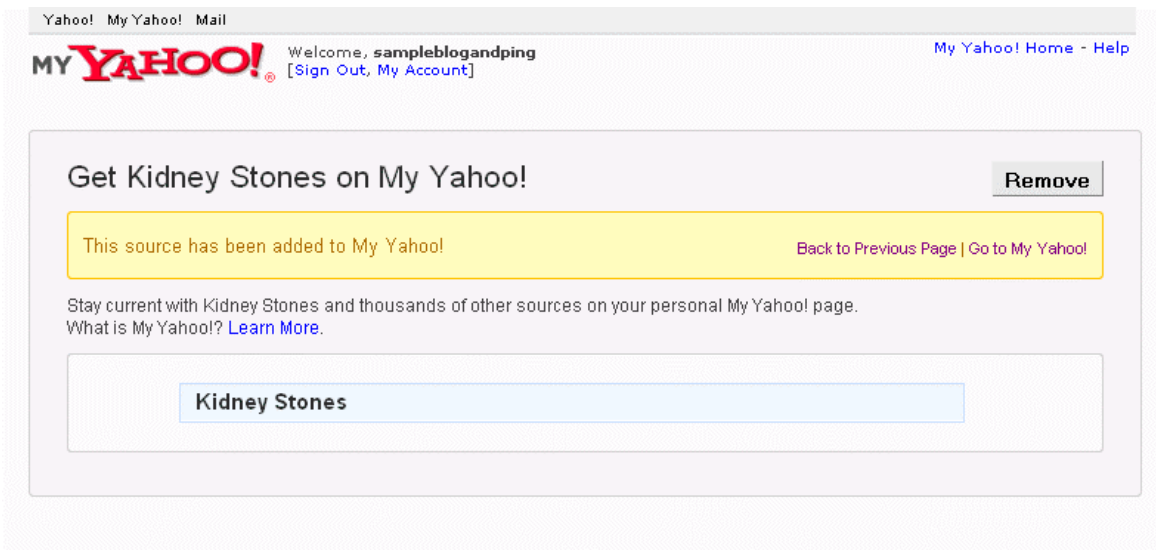 Yahoo! My Yahoo! Mail
MY YAHOO!® Welcome, sampleblogandping
[Sign Out, My Account]
My Yahoo! Home - Help
Get Kidney Stones on My Yahoo!
Remove
This source has been added to My Yahoo!
Back to Previous Page | Go to My Yahoo!
Stay current with Kidney Stones and thousands of other sources on your personal My Yahoo! page.
What is My Yahoo!? Learn More.
Kidney Stones